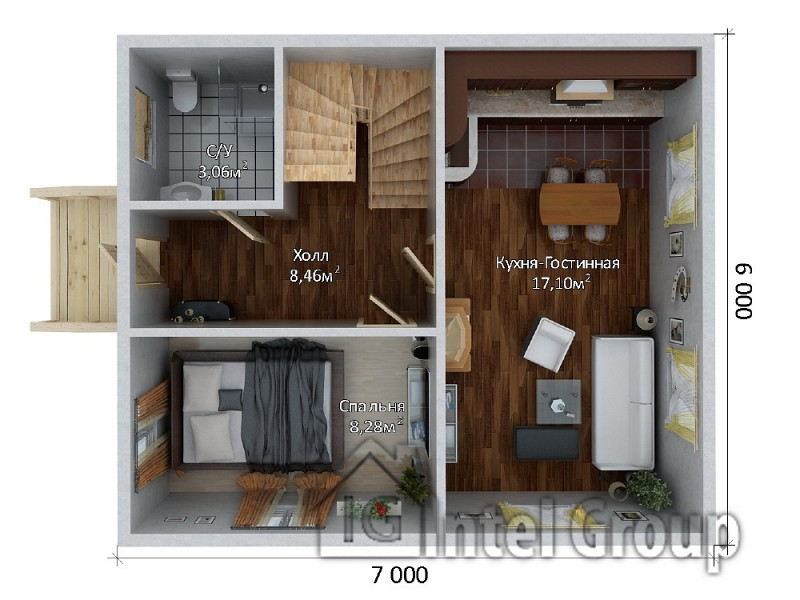 С/У
3,06м²
Холл
8,46м²
Кухня-Гостинная
17,10м²
Спальня
8,28м²
6 000
IG Intel Group
7 000